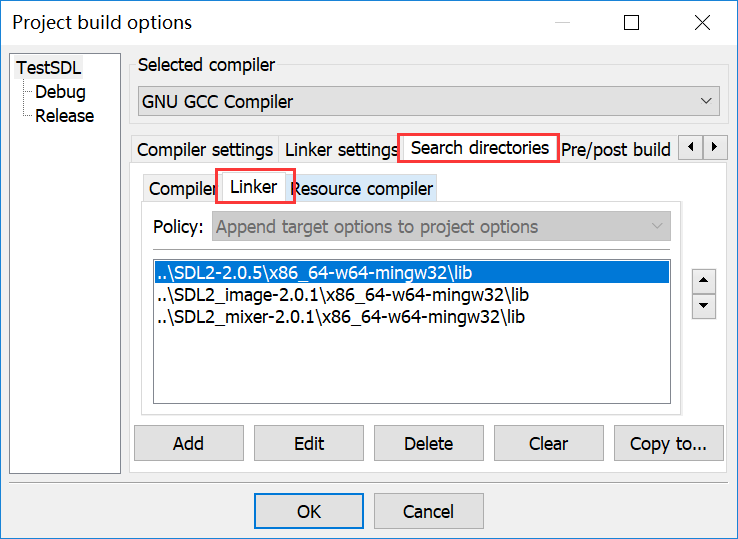 Project build options
TestSDL
Debug
Release
Selected compiler
GNU GCC Compiler
Compiler settings Linker settings Search directories Pre/post build
Compiler Linker Resource compiler
Policy: Append target options to project options
..\SDL2-2.0.5\x86_64-w64-mingw32\lib
..\SDL2_image-2.0.1\x86_64-w64-mingw32\lib
..\SDL2_mixer-2.0.1\x86_64-w64-mingw32\lib
Add Edit Delete Clear Copy to...
OK Cancel